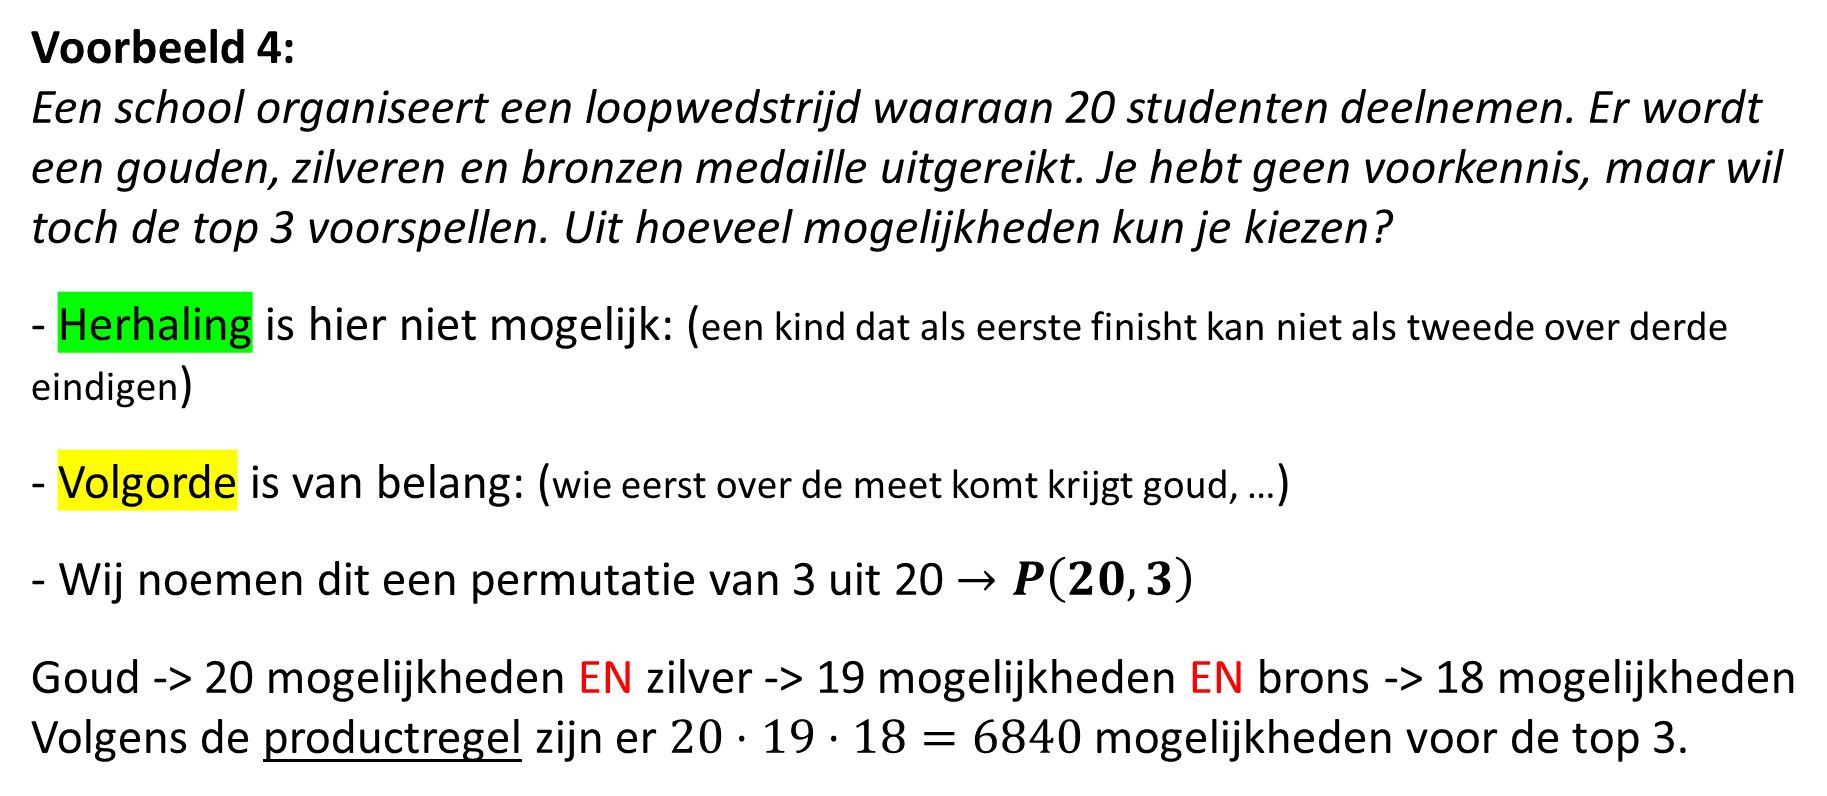 Voorbeeld 4:
Een school organiseert een loopwedstrijd waaraan 20 studenten deelnemen. Er wordt
een gouden, zilveren en bronzen medaille uitgereikt. Je hebt geen voorkennis, maar wil
toch de top 3 voorspellen. Uit hoeveel mogelijkheden kun je kiezen?
- Herhaling is hier niet mogelijk: (een kind dat als eerste finisht kan niet als tweede over derde
eindigen)
- Volgorde is van belang: (wie eerst over de meet komt krijgt goud, …)
- Wij noemen dit een permutatie van 3 uit 20 → P(20, 3)
Goud -> 20 mogelijkheden EN zilver -> 19 mogelijkheden EN brons -> 18 mogelijkheden
Volgens de productregel zijn er 20 · 19 · 18 = 6840 mogelijkheden voor de top 3.